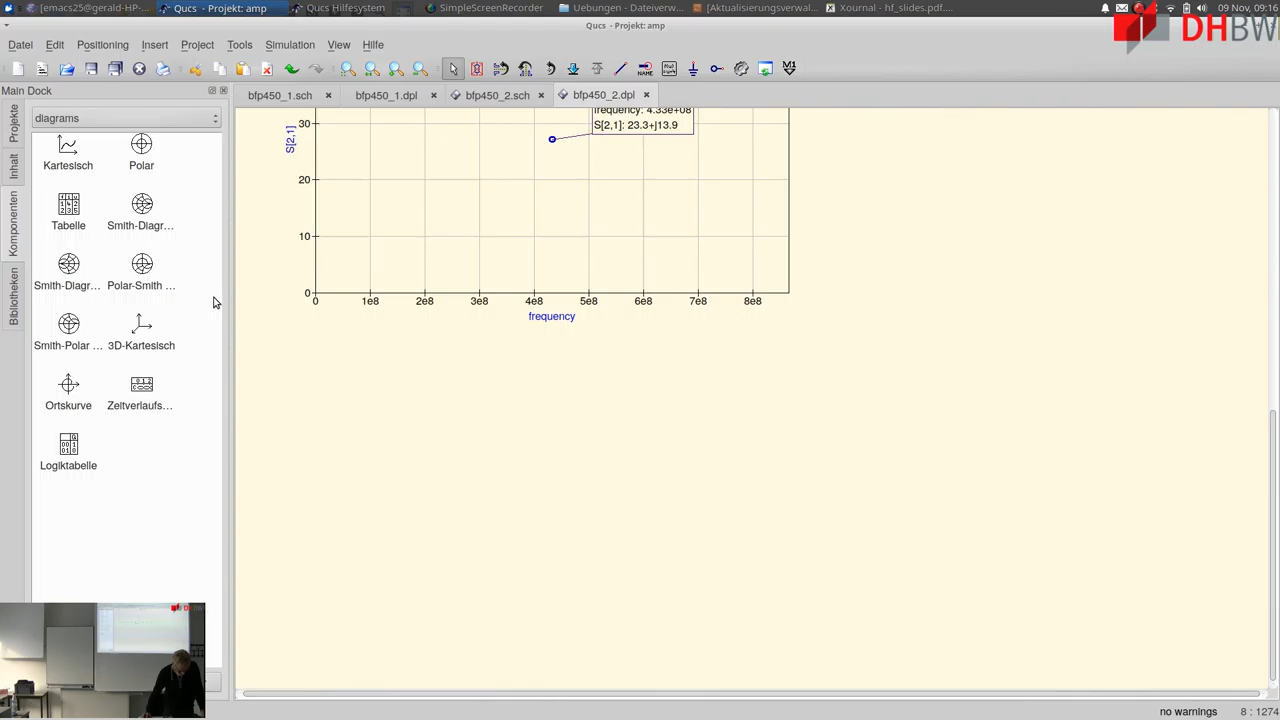 [emacs25@gerald-HP-...
Qucs - Projekt: amp
Qucs Hilfesystem
SimpleScreenRecorder
Uebungen - Dateiverw...
[Aktualisierungsverwal...
Xournal - hf_slides.pdf....
09 Nov, 09:16
Qucs - Projekt: amp
DHBW
Datei
Edit
Positioning
Insert
Projekt
Tools
Simulation
View
Hilfe
NAME
M1
Main Dock
bfp450_1.sch
bfp450_1.dpl
bfp450_2.sch
bfp450_2.dpl
Projekte
Inhalt
Komponenten
Bibliotheken
diagrams
Kartesisch
Polar
Tabelle
Smith-Diagr...
Smith-Diagr...
Polar-Smith ...
Smith-Polar ...
3D-Kartesisch
Ortskurve
Zeitverlaufs...
Logiktabelle
frequency: 4.33e+08
S[2,1]: 23.3+j13.9
S[2,1]
30
20
10
0
0
1e8
2e8
3e8
4e8
5e8
6e8
7e8
8e8
frequency
no warnings
8 : 1274